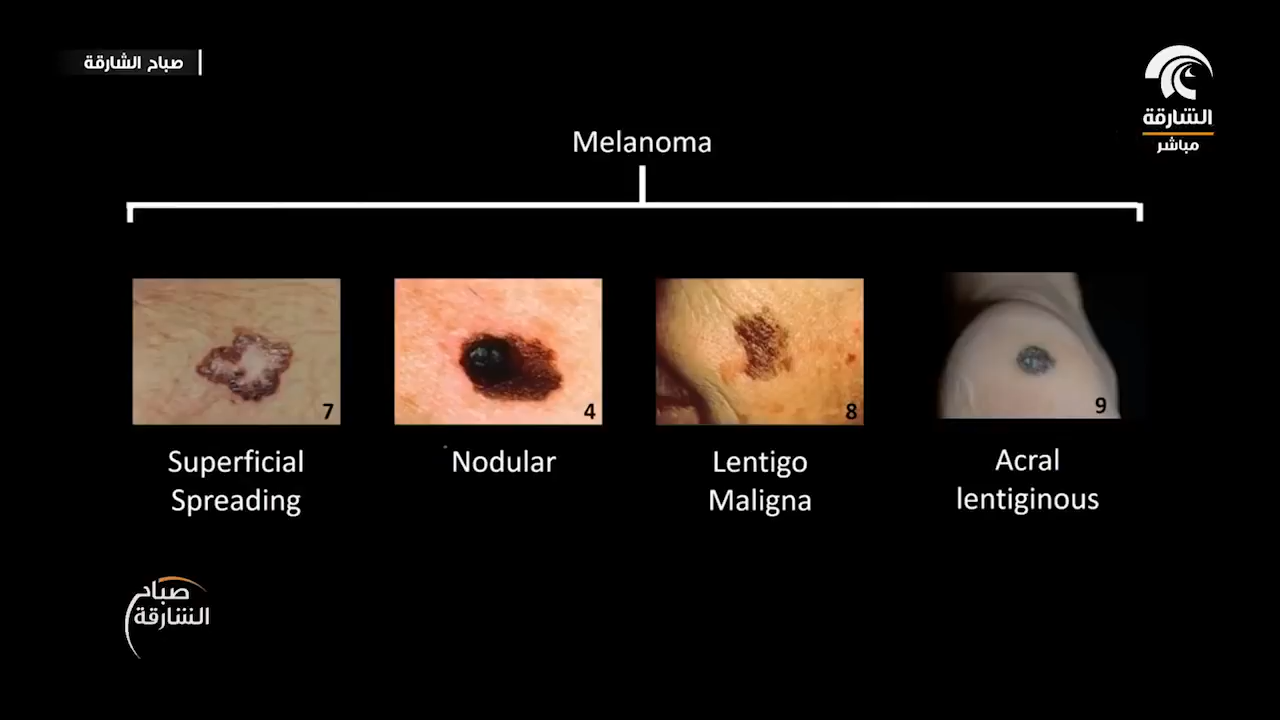 صباح الشارقة
الشارقة
مباشر
Melanoma
7
4
8
9
Superficial
Spreading
Nodular
Lentigo
Maligna
Acral
lentiginous
صباح
الشارقة